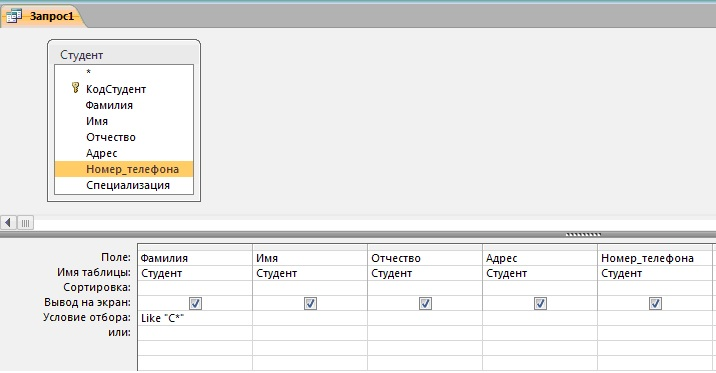 Запрос1
Студент
*
КодСтудент
Фамилия
Имя
Отчество
Адрес
Номер_телефона
Специализация
Поле: Фамилия Имя Отчество Адрес Номер_телефона
Имя таблицы: Студент Студент Студент Студент Студент
Сортировка:
Вывод на экран:
Условие отбора: Like "С*"
или: